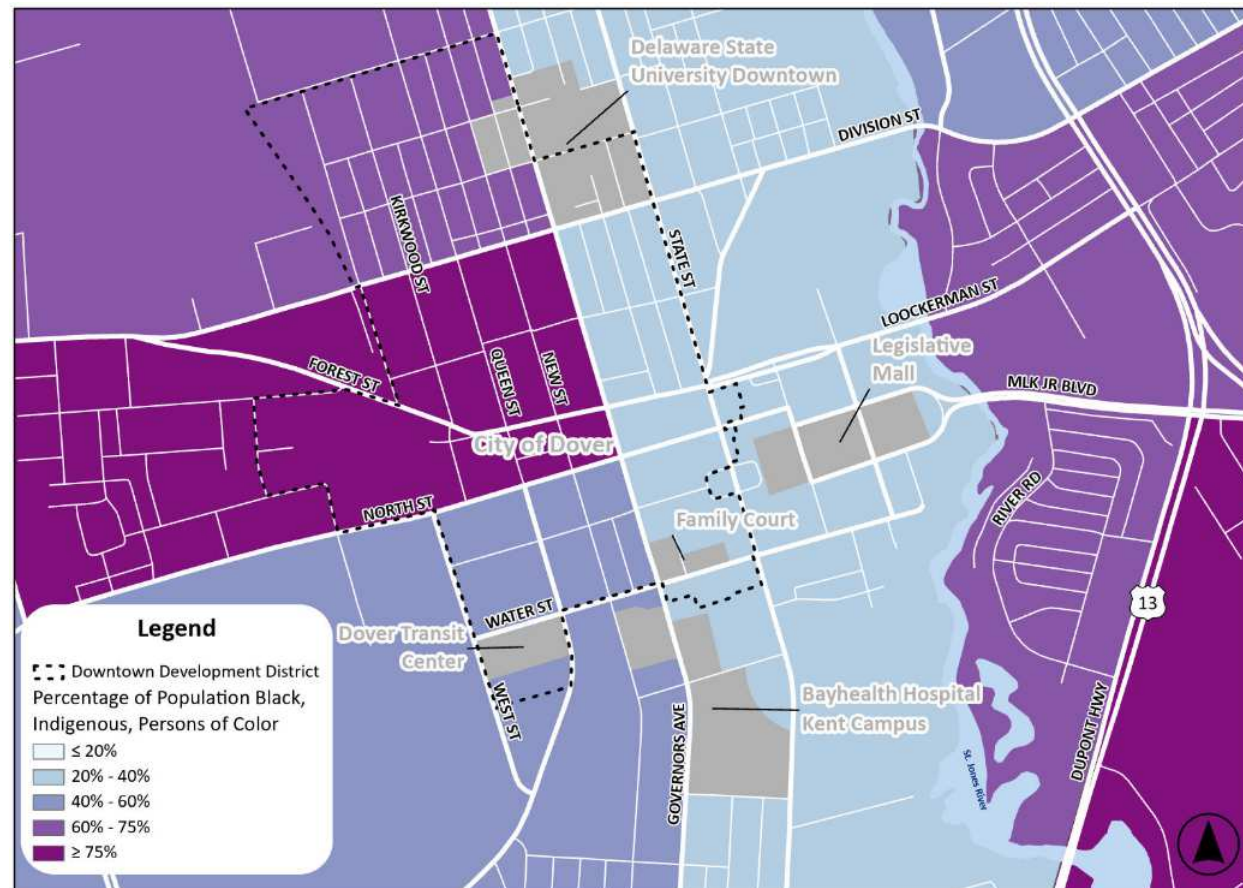 Delaware State
University Downtown
DIVISION ST
KIRKWOOD ST
STATE ST
LOOCKERMAN ST
Legislative
Mall
MLK JR BLVD
FOREST ST
QUEEN ST
NEW ST
City of Dover
NORTH ST
RIVER RD
Family Court
13
WATER ST
Dover Transit
Center
WEST ST
Bayhealth Hospital
Kent Campus
GOVERNORS AVE
DUPONT HWY
St. Jones River
Legend
Downtown Development District
Percentage of Population Black,
Indigenous, Persons of Color
≤ 20%
20% - 40%
40% - 60%
60% - 75%
≥ 75%